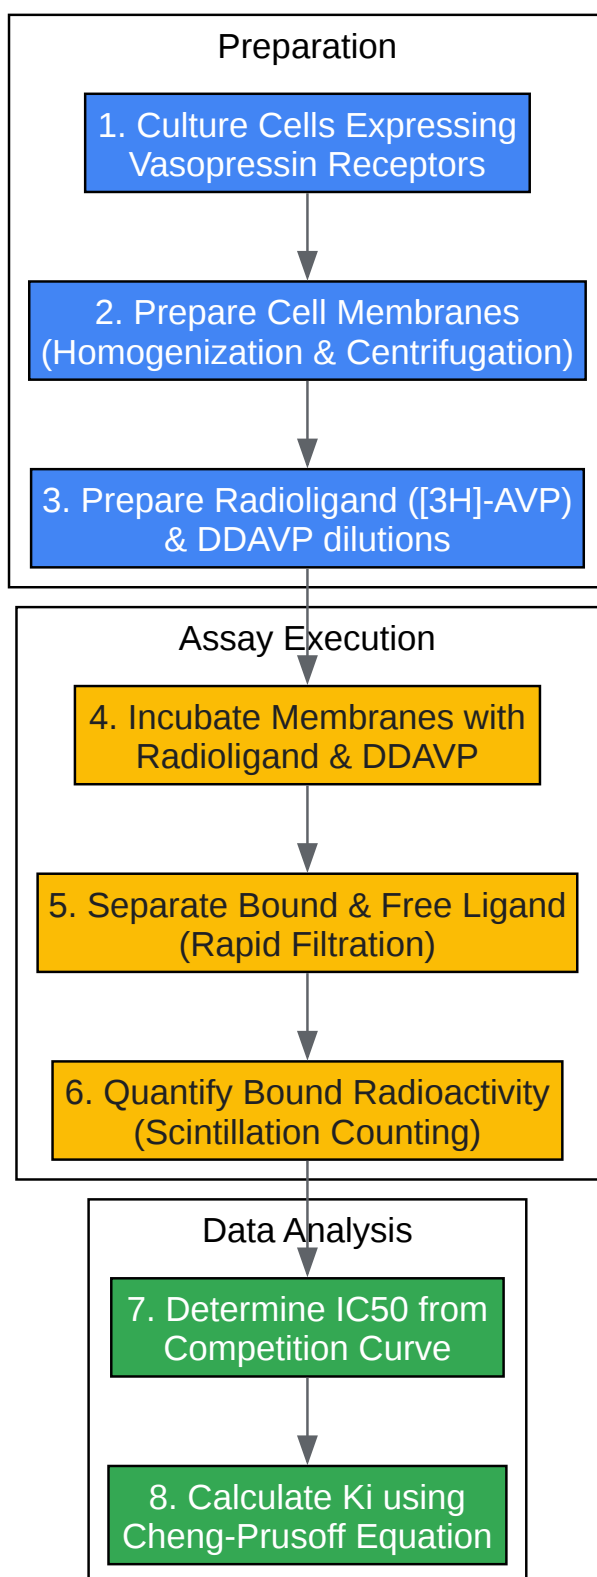 Preparation
1. Culture Cells Expressing
Vasopressin Receptors
2. Prepare Cell Membranes
(Homogenization & Centrifugation)
3. Prepare Radioligand ([3H]-AVP)
& DDAVP dilutions
Assay Execution
4. Incubate Membranes with
Radioligand & DDAVP
5. Separate Bound & Free Ligand
(Rapid Filtration)
6. Quantify Bound Radioactivity
(Scintillation Counting)
Data Analysis
7. Determine IC50 from
Competition Curve
8. Calculate Ki using
Cheng-Prusoff Equation